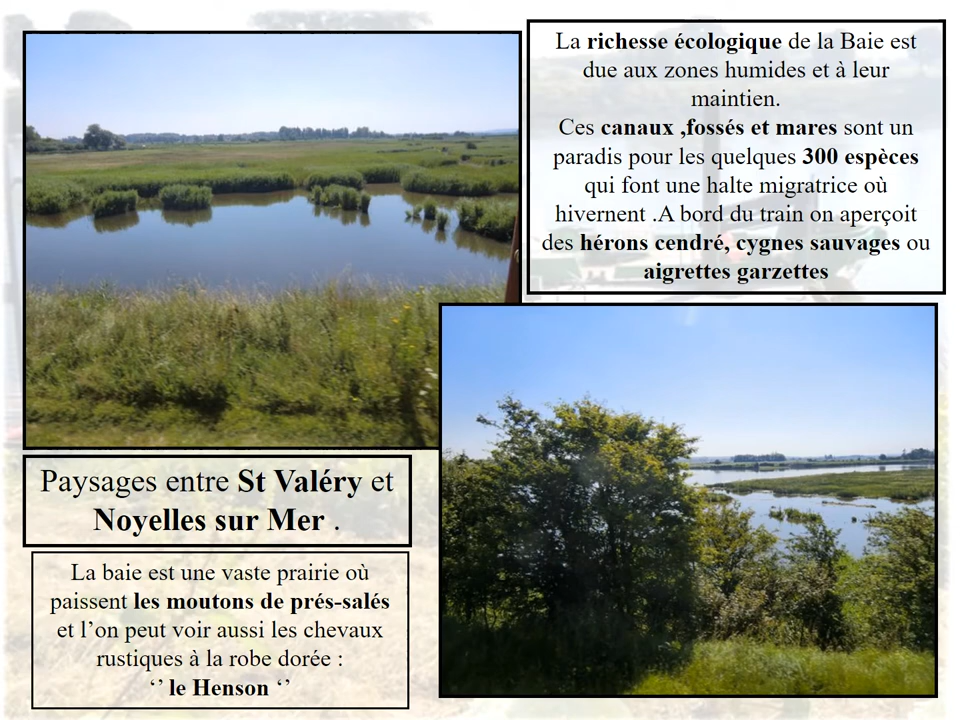 La richesse écologique de la Baie est
due aux zones humides et à leur
maintien.
Ces canaux ,fossés et mares sont un
paradis pour les quelques 300 espèces
qui font une halte migratrice où
hivernent .A bord du train on aperçoit
des hérons cendré, cygnes sauvages ou
aigrettes garzettes
Paysages entre St Valéry et
Noyelles sur Mer .
La baie est une vaste prairie où
paissent les moutons de prés-salés
et l’on peut voir aussi les chevaux
rustiques à la robe dorée :
‘’ le Henson ‘’